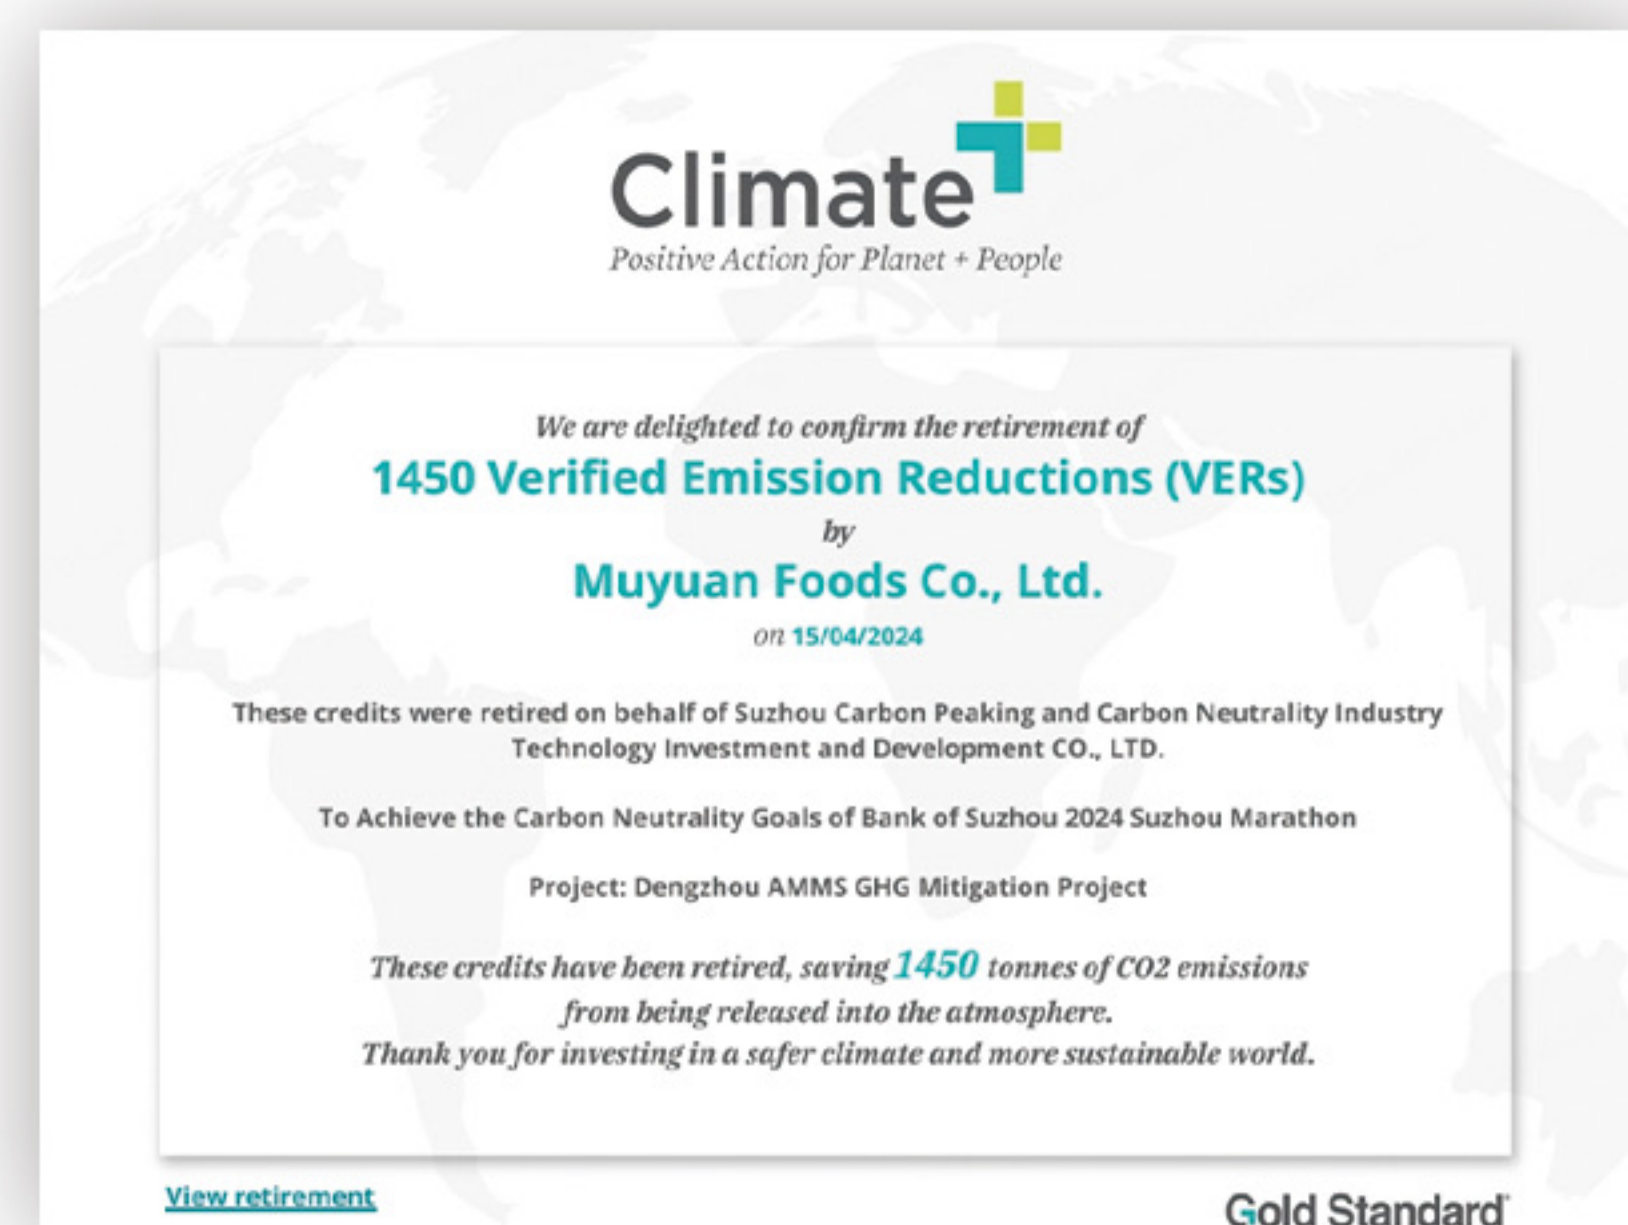 Climate
Positive Action for Planet + People
We are delighted to confirm the retirement of
1450 Verified Emission Reductions (VERs)
by
Muyuan Foods Co., Ltd.
on 15/04/2024
These credits were retired on behalf of Suzhou Carbon Peaking and Carbon Neutrality Industry
Technology Investment and Development CO., LTD.
To Achieve the Carbon Neutrality Goals of Bank of Suzhou 2024 Suzhou Marathon
Project: Dengzhou AMMS GHG Mitigation Project
These credits have been retired, saving 1450 tonnes of CO2 emissions
from being released into the atmosphere.
Thank you for investing in a safer climate and more sustainable world.
View retirement
Gold Standard